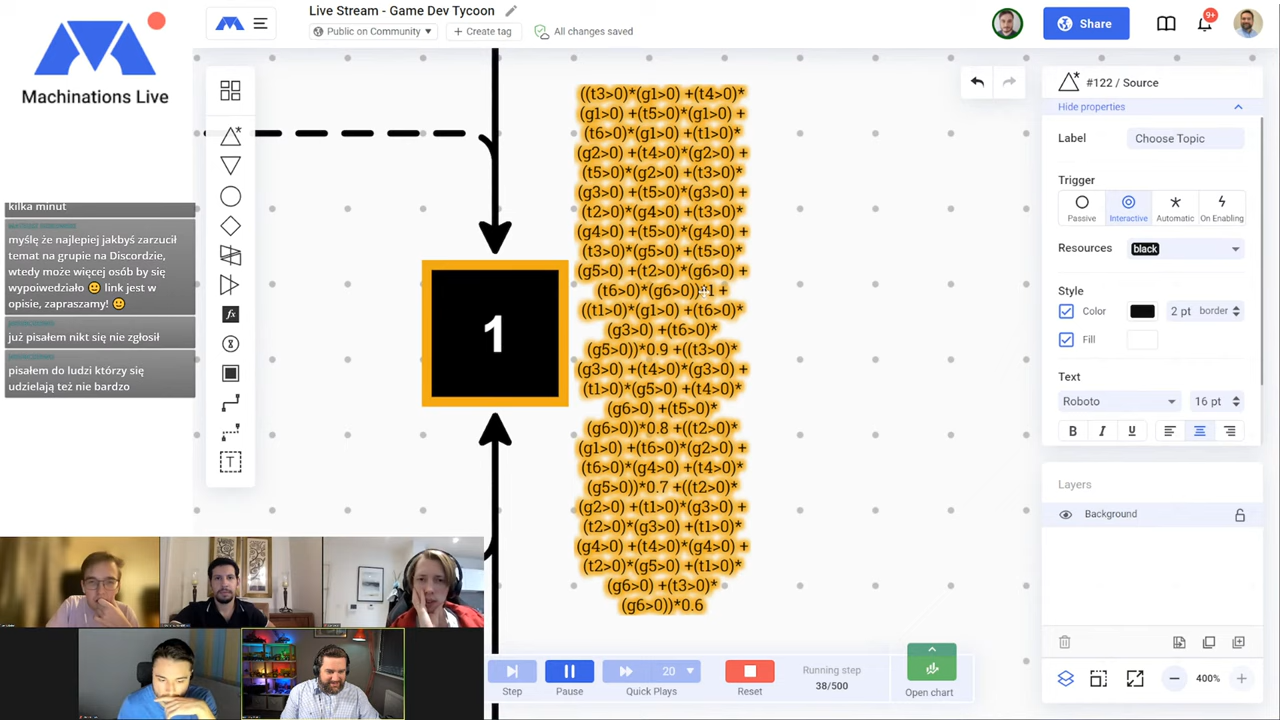 Machinations Live
kilka minut
myślę że najlepiej jakbyś zarzucił
temat na grupie na Discordzie,
wtedy może więcej osób by się
wypoiwedziało 🙂 link jest w
opisie, zapraszamy! 🙂
już pisałem nikt się nie zgłosił
pisałem do ludzi którzy się
udzielają też nie bardzo
Live Stream - Game Dev Tycoon
Public on Community
+ Create tag
All changes saved
Share
9+
1
((t3>0)*(g1>0) +(t4>0)*
(g1>0) +(t5>0)*(g1>0) +
(t6>0)*(g1>0) +(t1>0)*
(g2>0) +(t4>0)*(g2>0) +
(t5>0)*(g2>0) +(t3>0)*
(g3>0) +(t5>0)*(g3>0) +
(t2>0)*(g4>0) +(t3>0)*
(g4>0) +(t5>0)*(g4>0) +
(t3>0)*(g5>0) +(t5>0)*
(g5>0) +(t2>0)*(g6>0) +
(t6>0)*(g6>0))*1 +
((t1>0)*(g1>0) +(t6>0)*
(g3>0) +(t6>0)*
(g5>0))*0.9 +((t3>0)*
(g3>0) +(t4>0)*(g3>0) +
(t1>0)*(g5>0) +(t4>0)*
(g6>0) +(t5>0)*
(g6>0))*0.8 +((t2>0)*
(g1>0) +(t6>0)*(g2>0) +
(t6>0)*(g4>0) +(t4>0)*
(g5>0))*0.7 +((t2>0)*
(g2>0) +(t1>0)*(g3>0) +
(t2>0)*(g3>0) +(t1>0)*
(g4>0) +(t4>0)*(g4>0) +
(t2>0)*(g5>0) +(t1>0)*
(g6>0) +(t3>0)*
(g6>0))*0.6
#122 / Source
Hide properties
Label
Choose Topic
Trigger
Passive
Interactive
Automatic
On Enabling
Resources
black
Style
Color
2 pt
border
Fill
Text
Roboto
16 pt
B I U
Layers
Background
Step
Pause
20
Quick Plays
Reset
Running step
38/500
Open chart
400%